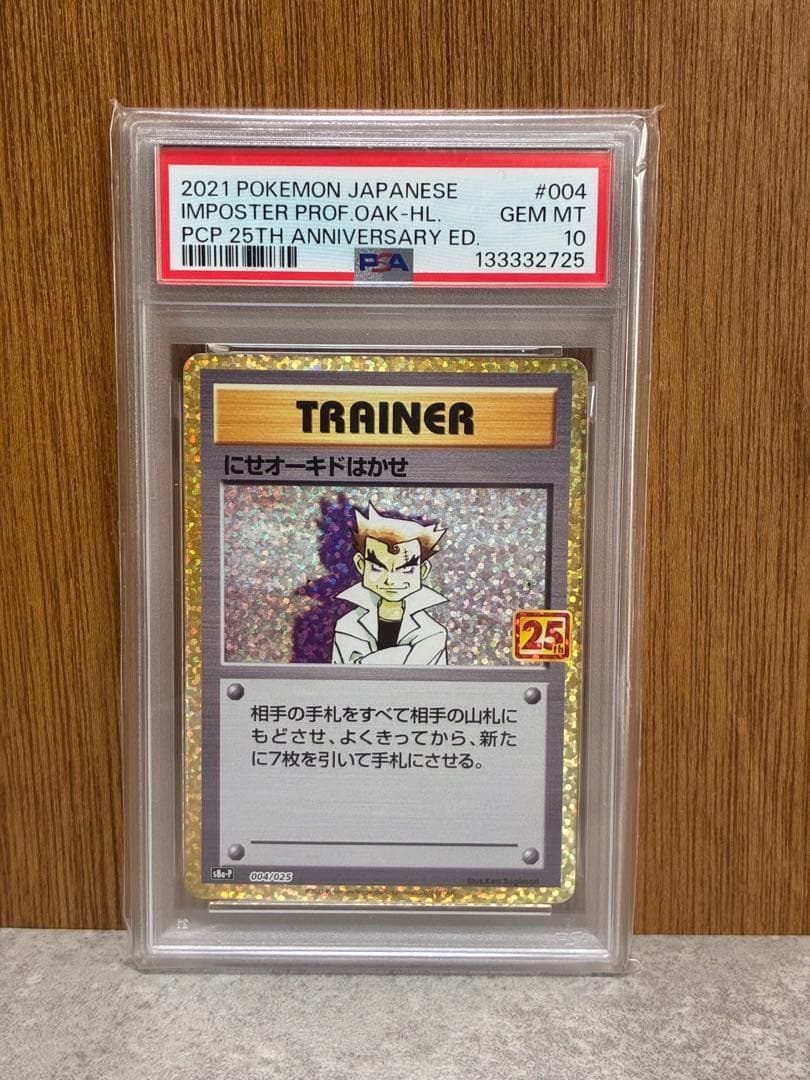 2021 POKEMON JAPANESE #004
IMPOSTER PROF.OAK-HL. GEM MT
PCP 25TH ANNIVERSARY ED. 10
PSA 133332725
TRAINER
にせオーキドはかせ
25th
相手の手札をすべて相手の山札に
もどさせ、よくきってから、新た
に7枚を引いて手札にさせる。
s8a-P 004/025
Illus. Ken Sugimori